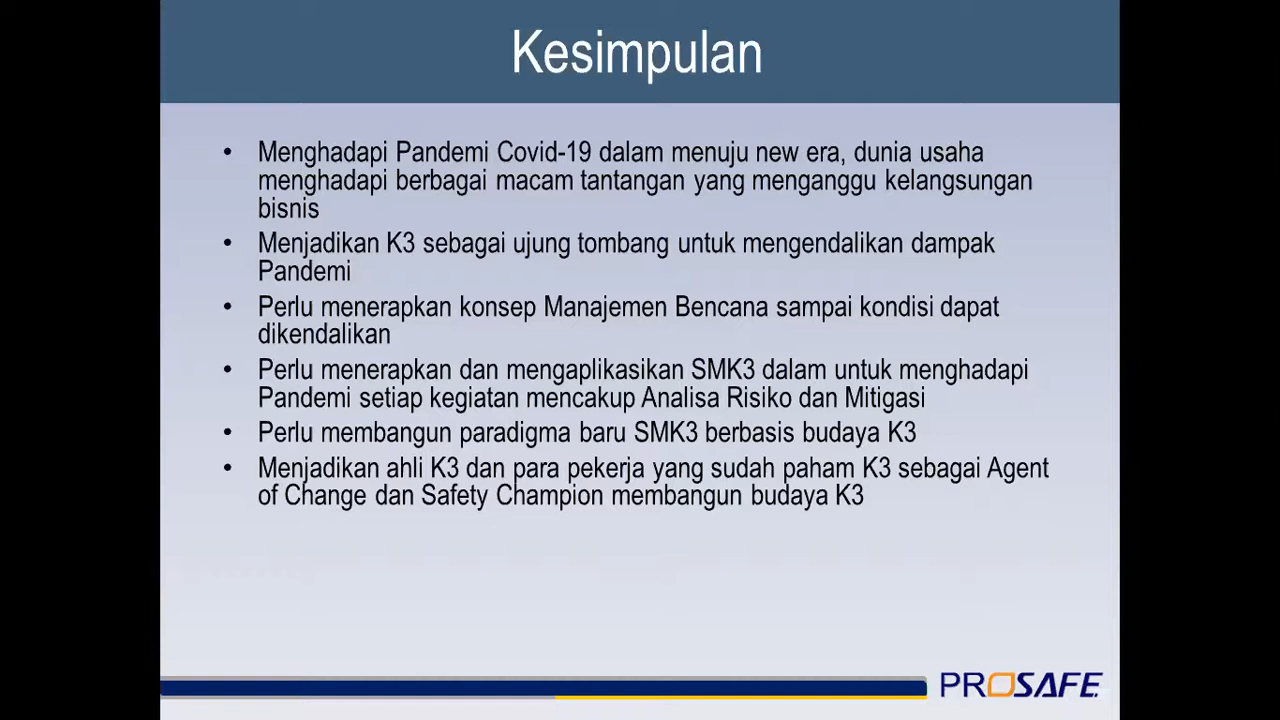 Kesimpulan
• Menghadapi Pandemi Covid-19 dalam menuju new era, dunia usaha
menghadapi berbagai macam tantangan yang menganggu kelangsungan
bisnis
• Menjadikan K3 sebagai ujung tombang untuk mengendalikan dampak
Pandemi
• Perlu menerapkan konsep Manajemen Bencana sampai kondisi dapat
dikendalikan
• Perlu menerapkan dan mengaplikasikan SMK3 dalam untuk menghadapi
Pandemi setiap kegiatan mencakup Analisa Risiko dan Mitigasi
• Perlu membangun paradigma baru SMK3 berbasis budaya K3
• Menjadikan ahli K3 dan para pekerja yang sudah paham K3 sebagai Agent
of Change dan Safety Champion membangun budaya K3
PROSAFE